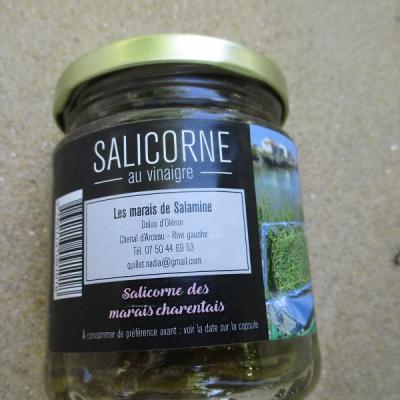 SALICORNE
au vinaigre
Les marais de Salamine
Dolus d'Oléron
Chenal d'Arceau - Rive gauche
Tél. 07 50 44 69 53
quillet.nadia@gmail.com
Salicorne des
marais charentais
A consommer de préférence avant : voir la date sur la capsule